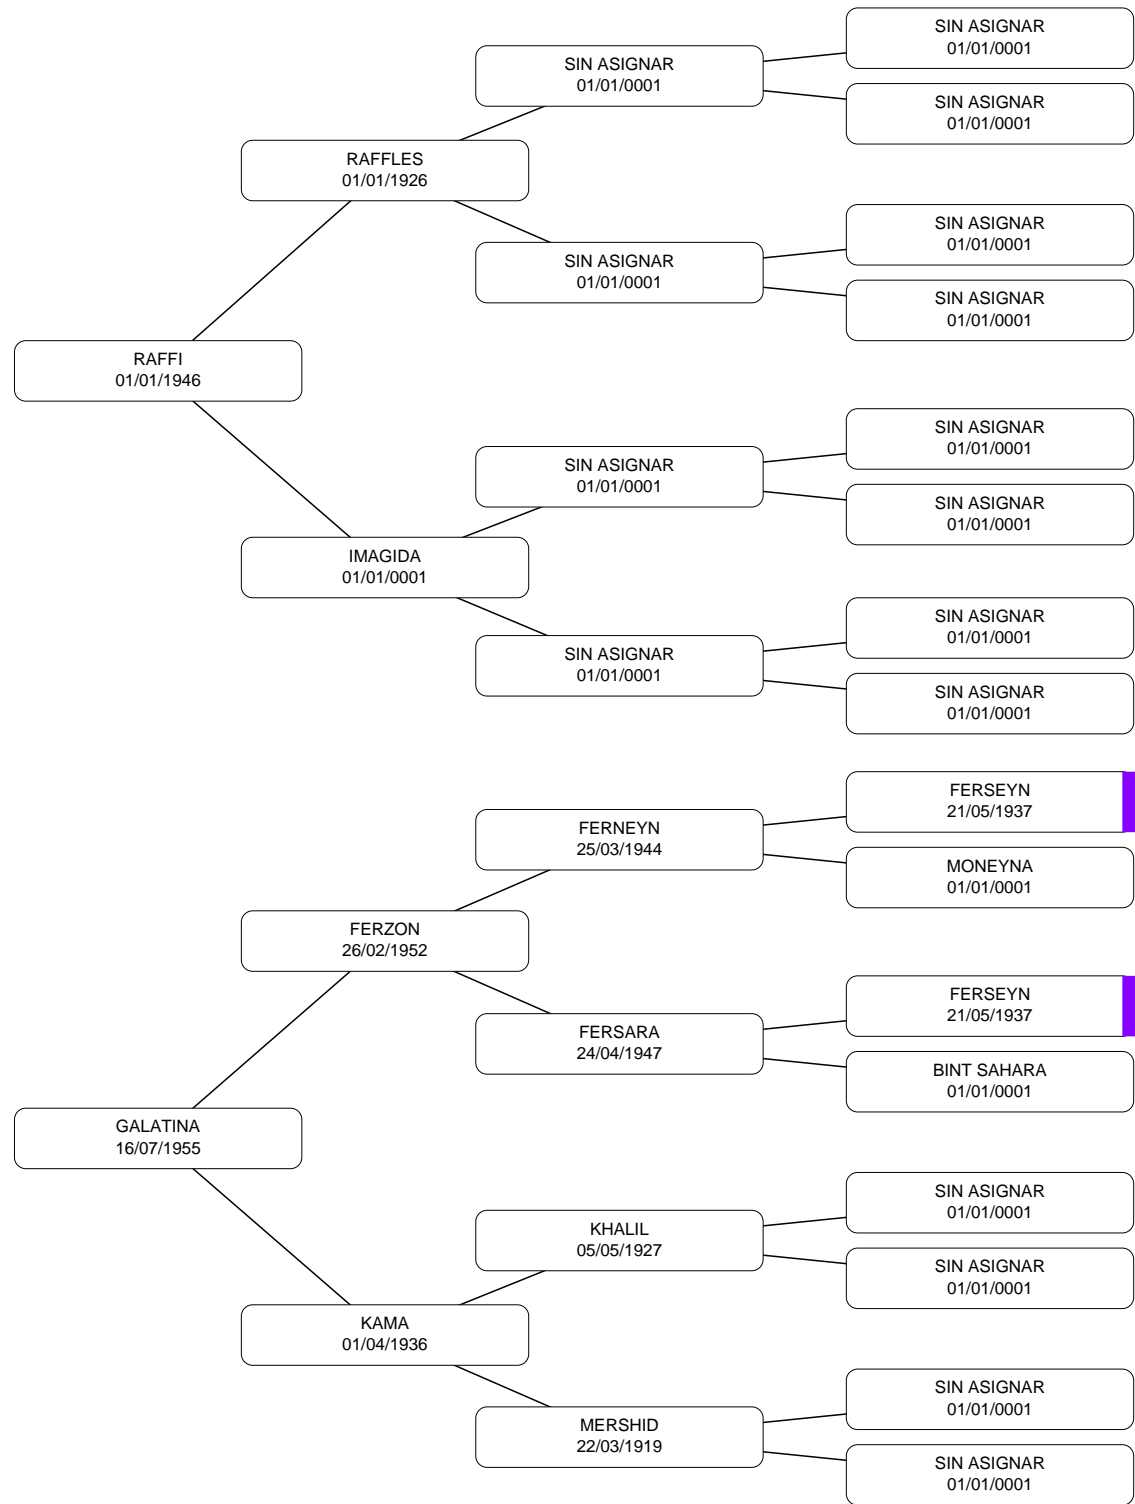 SIN ASIGNAR
01/01/0001
SIN ASIGNAR
01/01/0001
SIN ASIGNAR
01/01/0001
RAFFLES
01/01/1926
SIN ASIGNAR
01/01/0001
SIN ASIGNAR
01/01/0001
SIN ASIGNAR
01/01/0001
RAFFI
01/01/1946
SIN ASIGNAR
01/01/0001
SIN ASIGNAR
01/01/0001
SIN ASIGNAR
01/01/0001
IMAGIDA
01/01/0001
SIN ASIGNAR
01/01/0001
SIN ASIGNAR
01/01/0001
SIN ASIGNAR
01/01/0001
FERSEYN
21/05/1937
FERNEYN
25/03/1944
MONEYNA
01/01/0001
FERZON
26/02/1952
FERSEYN
21/05/1937
FERSARA
24/04/1947
BINT SAHARA
01/01/0001
GALATINA
16/07/1955
SIN ASIGNAR
01/01/0001
KHALIL
05/05/1927
SIN ASIGNAR
01/01/0001
KAMA
01/04/1936
SIN ASIGNAR
01/01/0001
MERSHID
22/03/1919
SIN ASIGNAR
01/01/0001